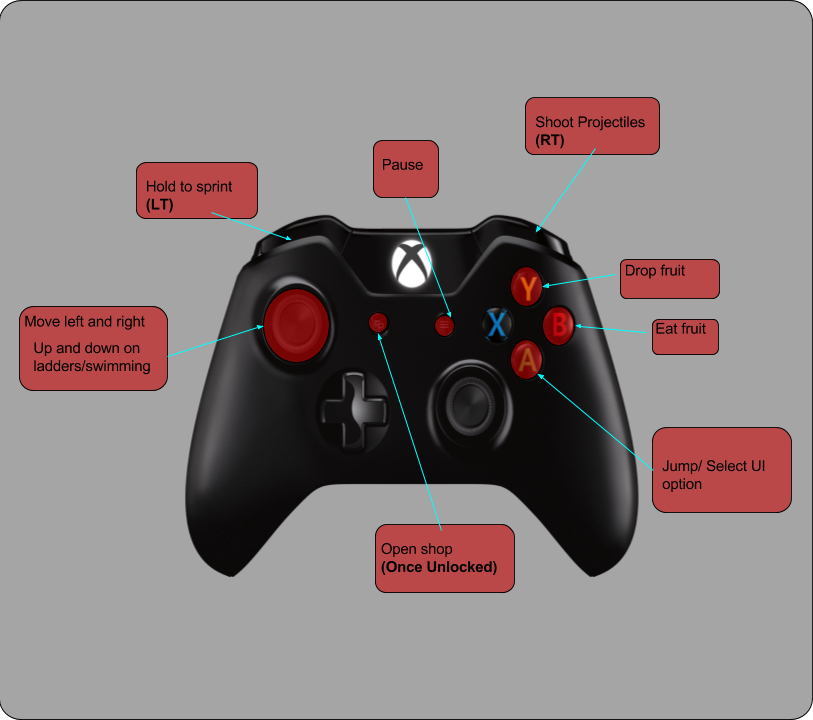 Shoot Projectiles
(RT)
Pause
Hold to sprint
(LT)
Drop fruit
Y
Move left and right
Up and down on
ladders/swimming
X
B
Eat fruit
A
Jump/ Select UI
option
Open shop
(Once Unlocked)